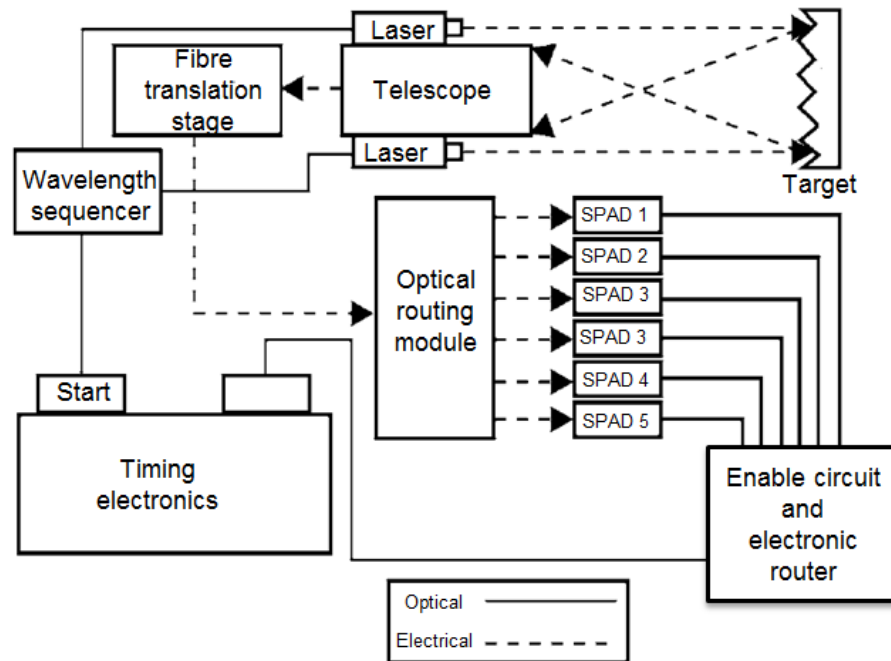 Laser
Fibre
translation
stage
Telescope
Laser
Target
Wavelength
sequencer
SPAD 1
SPAD 2
SPAD 3
SPAD 3
SPAD 4
SPAD 5
Optical
routing
module
Start
Timing
electronics
Enable circuit
and
electronic
router
Optical
Electrical